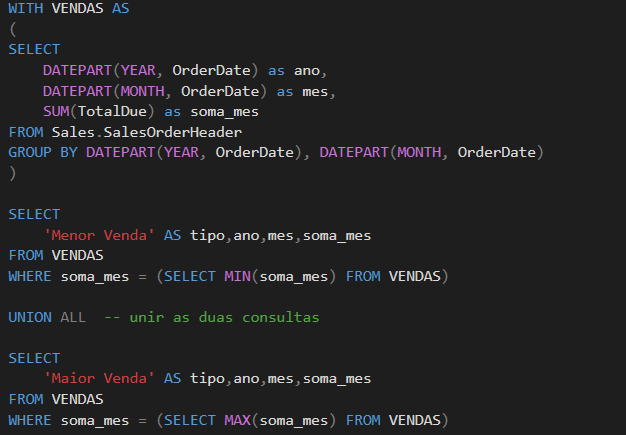 WITH VENDAS AS
(
SELECT
    DATEPART(YEAR, OrderDate) as ano,
    DATEPART(MONTH, OrderDate) as mes,
    SUM(TotalDue) as soma_mes
FROM Sales.SalesOrderHeader
GROUP BY DATEPART(YEAR, OrderDate), DATEPART(MONTH, OrderDate)
)

SELECT
    'Menor Venda' AS tipo,ano,mes,soma_mes
FROM VENDAS
WHERE soma_mes = (SELECT MIN(soma_mes) FROM VENDAS)

UNION ALL  -- unir as duas consultas

SELECT
    'Maior Venda' AS tipo,ano,mes,soma_mes
FROM VENDAS
WHERE soma_mes = (SELECT MAX(soma_mes) FROM VENDAS)